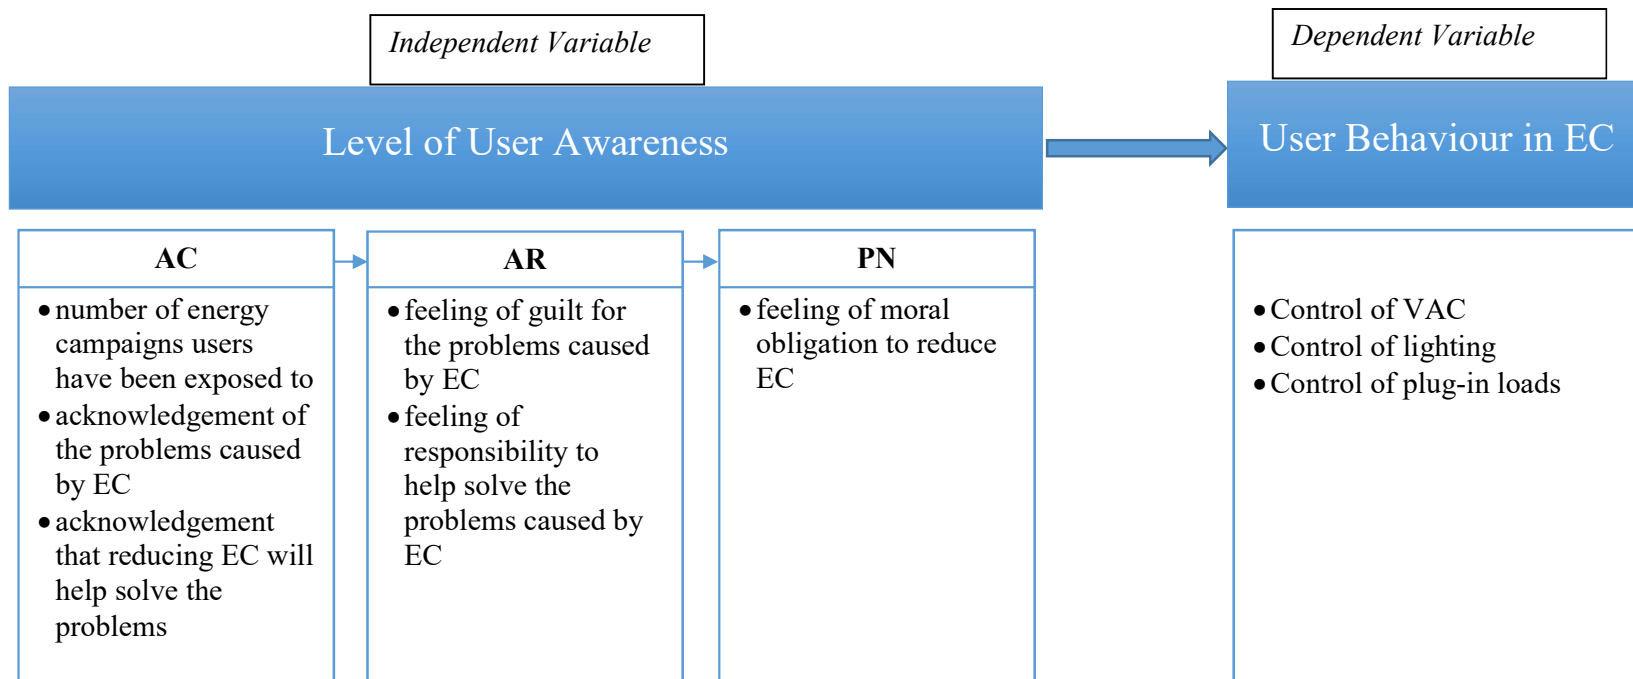 Independent Variable
Dependent Variable
Level of User Awareness
User Behaviour in EC
AC
• number of energy
campaigns users
have been exposed to
• acknowledgement of
the problems caused
by EC
• acknowledgement
that reducing EC will
help solve the
problems
AR
• feeling of guilt for
the problems caused
by EC
• feeling of
responsibility to
help solve the
problems caused by
EC
PN
• feeling of moral
obligation to reduce
EC
• Control of VAC
• Control of lighting
• Control of plug-in loads